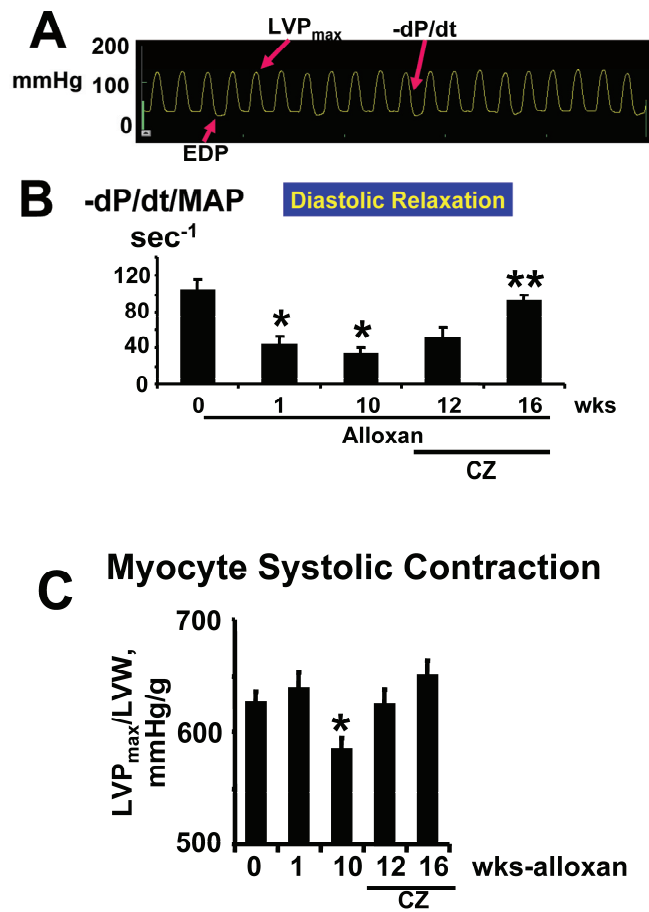 A
LVPmax
-dP/dt
200
mmHg
100
0
EDP
B
-dP/dt/MAP
Diastolic Relaxation
sec-1
120
80
40
0
*
*
**
0 1 10 12 16 wks
Alloxan
CZ
C
Myocyte Systolic Contraction
LVPmax/LVW,
mmHg/g
700
600
500
*
0 1 10 12 16 wks-alloxan
CZ